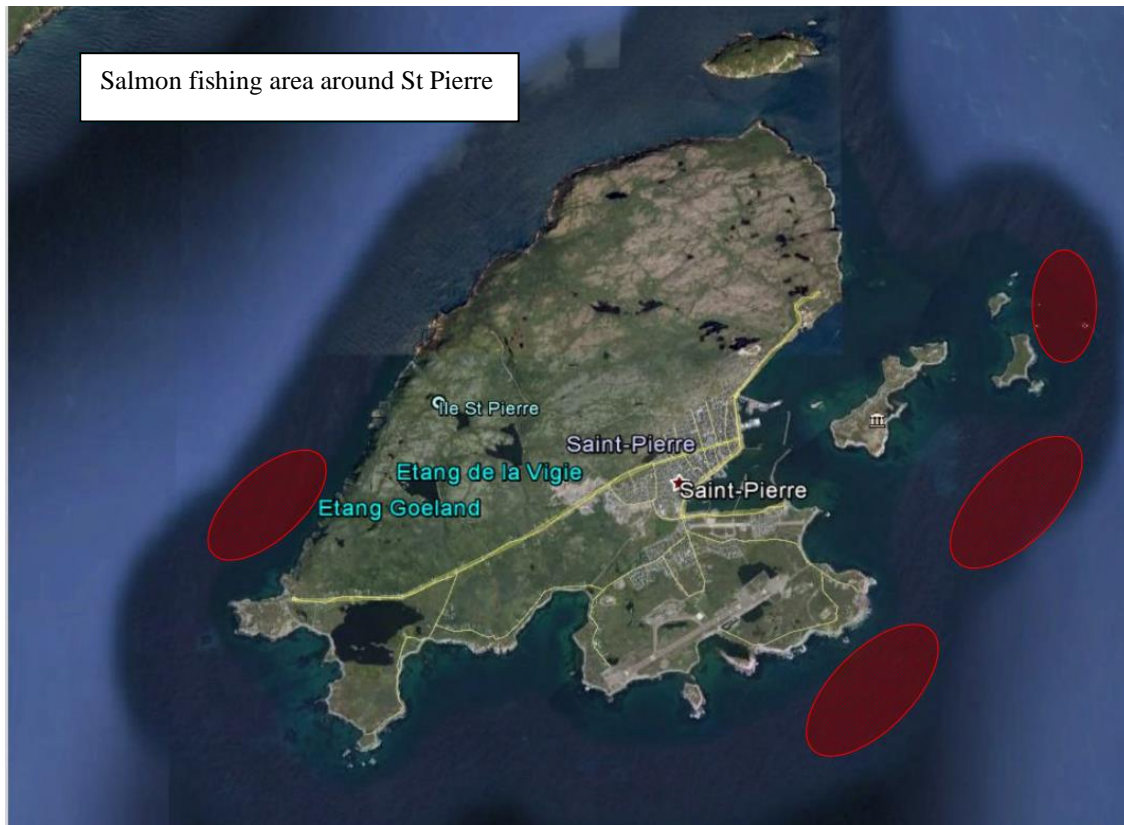 Salmon fishing area around St Pierre
Ile St Pierre
Saint-Pierre
Etang de la Vigie
Saint-Pierre
Etang Goeland